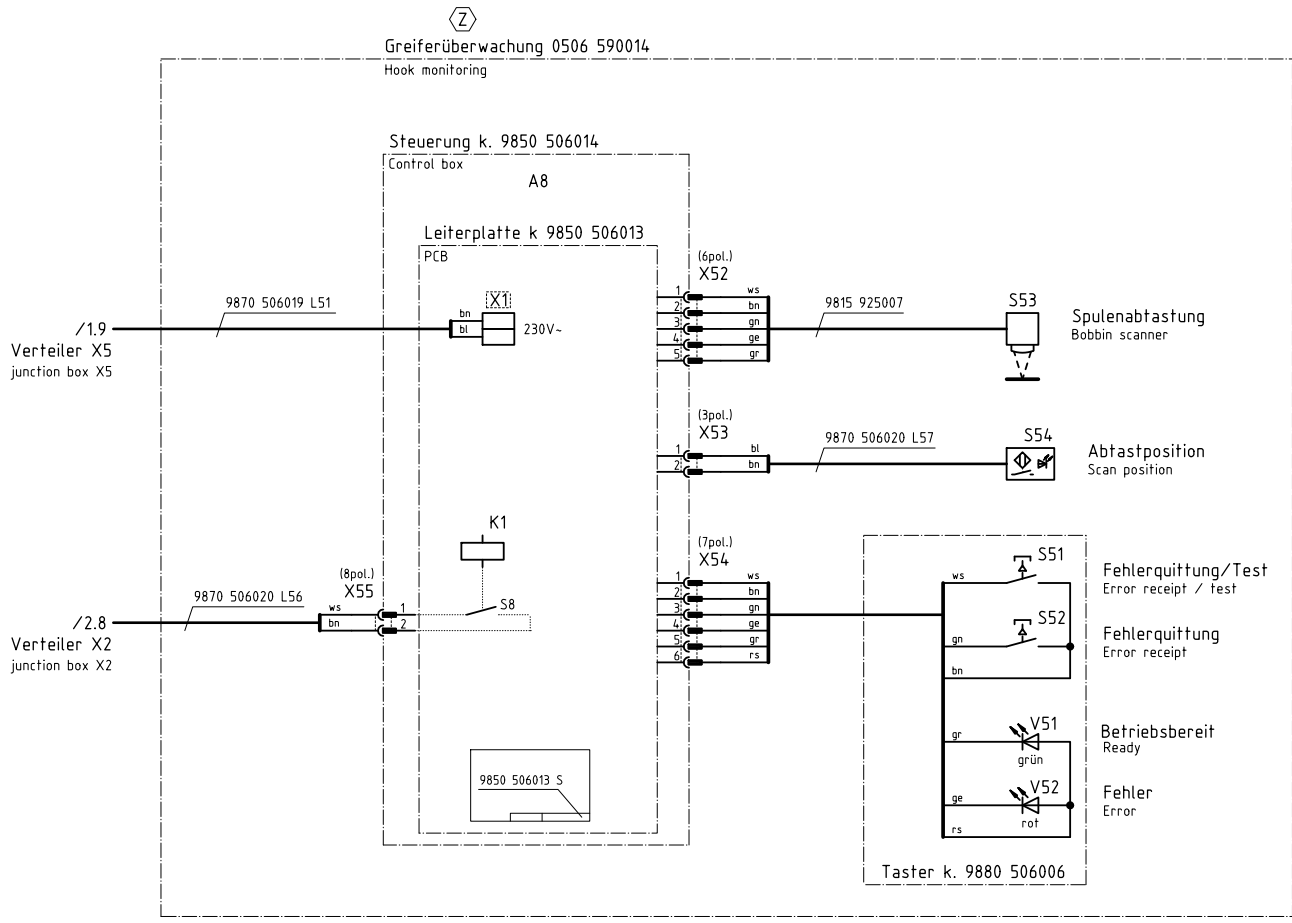 Z
Greiferüberwachung 0506 590014
Hook monitoring
Steuerung k. 9850 506014
Control box
A8
Leiterplatte k 9850 506013
PCB
/1.9
Verteiler X5
junction box X5
9870 506019 L51
bn
bl
X1
230V~
(6pol.)
X52
1 ws
2 bn
3 gn
4 ge
5 gr
9815 925007
S53
Spulenabtastung
Bobbin scanner
(3pol.)
X53
1 bl
2 bn
9870 506020 L57
S54
Abtastposition
Scan position
K1
S8
/2.8
Verteiler X2
junction box X2
9870 506020 L56
(8pol.)
X55
ws 1
bn 2
(7pol.)
X54
1 ws
2 bn
3 gn
4 ge
5 gr
6 rs
ws
S51
Fehlerquittung/Test
Error receipt / test
gn
S52
Fehlerquittung
Error receipt
bn
gr
V51
grün
Betriebsbereit
Ready
ge
V52
rot
Fehler
Error
rs
Taster k. 9880 506006
9850 506013 S